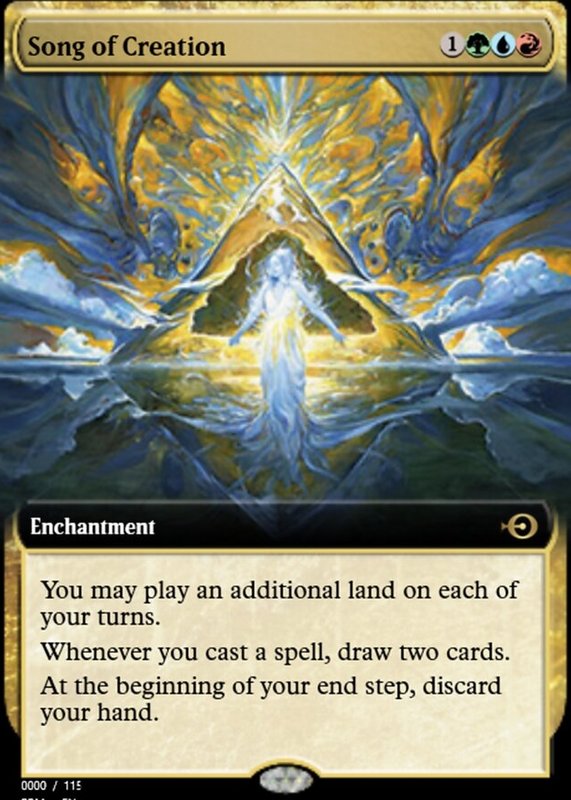 Song of Creation 1
Enchantment
You may play an additional land on each of
your turns.
Whenever you cast a spell, draw two cards.
At the beginning of your end step, discard
your hand.
0000 / 115